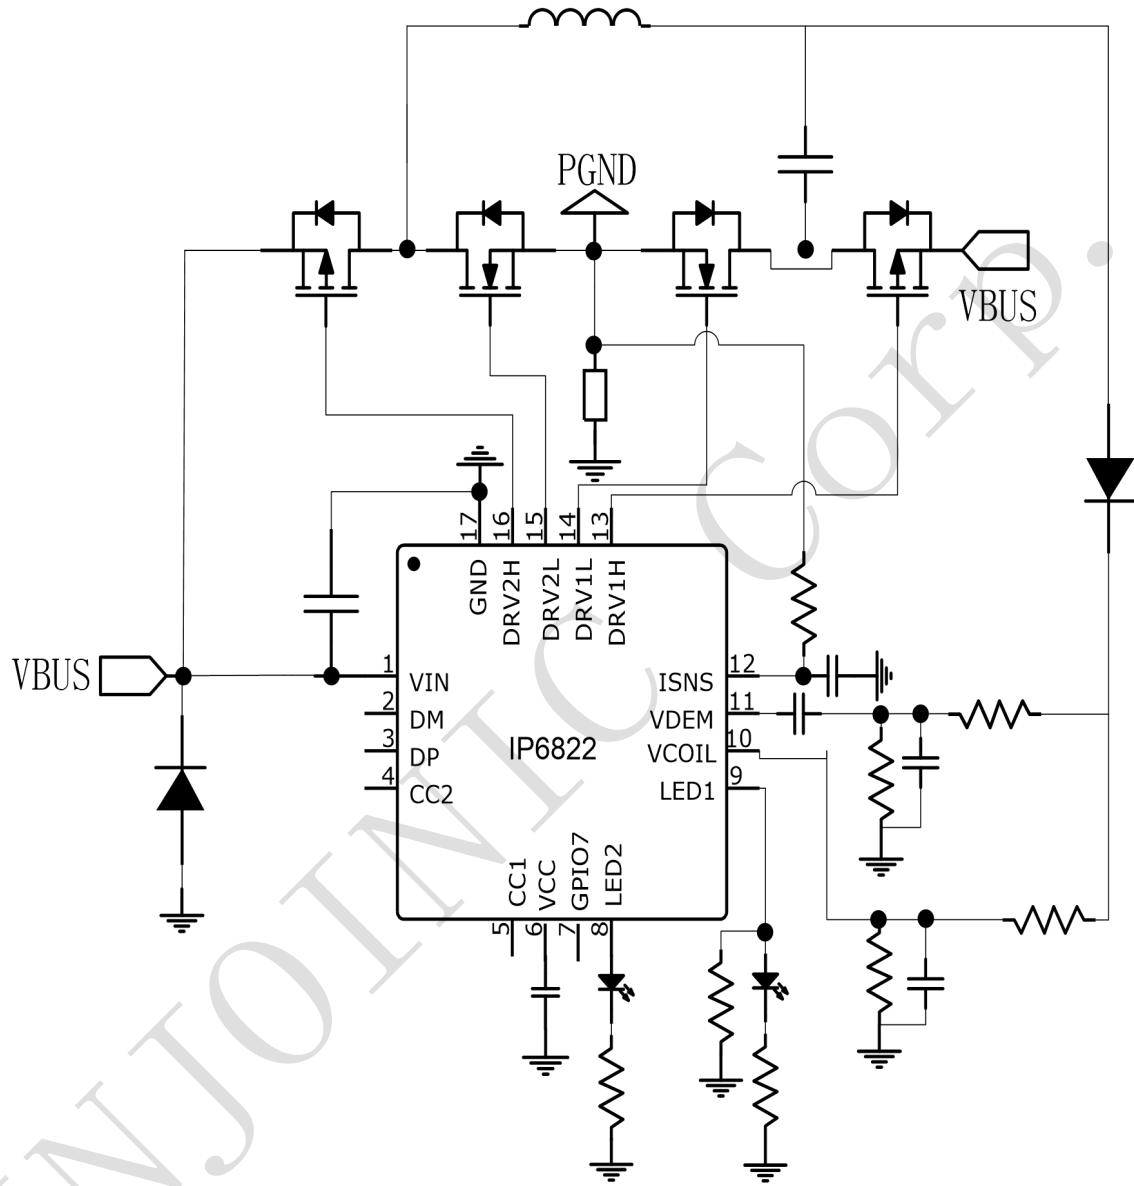 PGND
VBUS
17
16
15
14
13
GND
DRV2H
DRV2L
DRV1L
DRV1H
VBUS
1
VIN
2
DM
3
DP
4
CC2
IP6822
12
ISNS
11
VDEM
10
VCOIL
9
LED1
CC1
VCC
GPIO7
LED2
5
6
7
8
INJOINIC Corp.